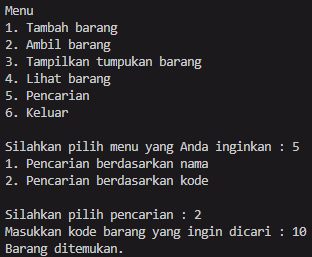 Menu
1. Tambah barang
2. Ambil barang
3. Tampilkan tumpukan barang
4. Lihat barang
5. Pencarian
6. Keluar
Silahkan pilih menu yang Anda inginkan : 5
1. Pencarian berdasarkan nama
2. Pencarian berdasarkan kode
Silahkan pilih pencarian : 2
Masukkan kode barang yang ingin dicari : 10
Barang ditemukan.